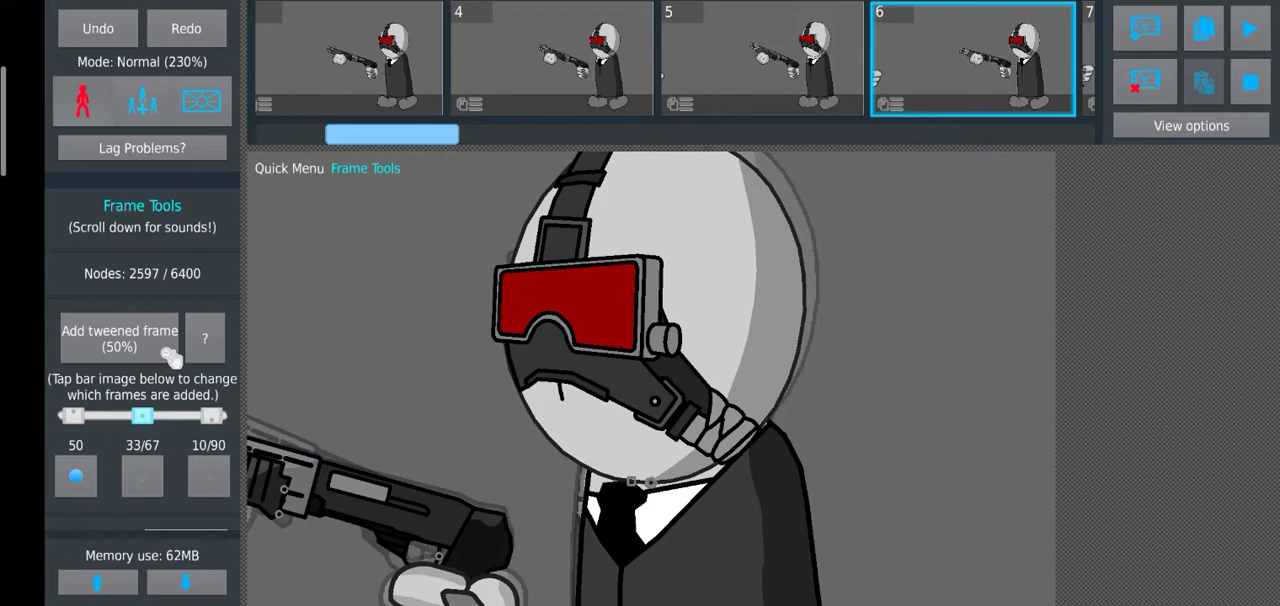 Undo
Redo
Mode: Normal (230%)
Lag Problems?
Frame Tools
(Scroll down for sounds!)
Nodes: 2597 / 6400
Add tweened frame
(50%)
?
(Tap bar image below to change
which frames are added.)
50
33/67
10/90
Memory use: 62MB
4
5
6
7
View options
Quick Menu
Frame Tools